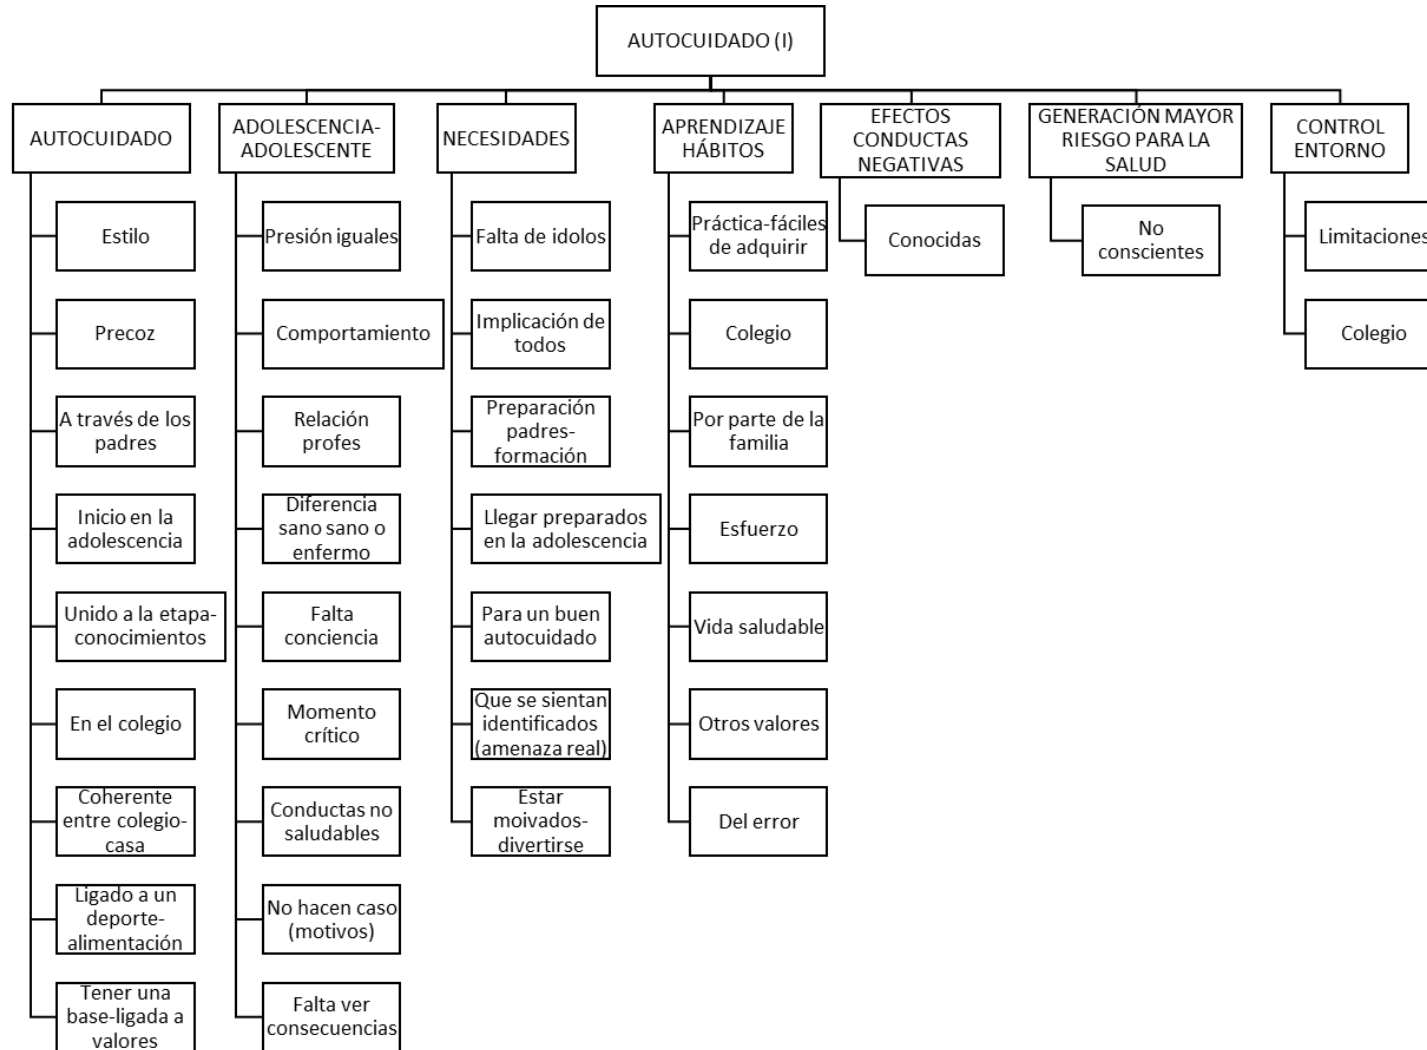 AUTOCUIDADO (I)
AUTOCUIDADO
ADOLESCENCIA-
ADOLESCENTE
NECESIDADES
APRENDIZAJE
HÁBITOS
EFECTOS
CONDUCTAS
NEGATIVAS
GENERACIÓN MAYOR
RIESGO PARA LA
SALUD
CONTROL
ENTORNO
Estilo
Precoz
A través de los
padres
Inicio en la
adolescencia
Unido a la etapa-
conocimientos
En el colegio
Coherente
entre colegio-
casa
Ligado a un
deporte-
alimentación
Tener una
base-ligada a
valores
Presión iguales
Comportamiento
Relación
profes
Diferencia
sano sano o
enfermo
Falta
conciencia
Momento
crítico
Conductas no
saludables
No hacen caso
(motivos)
Falta ver
consecuencias
Falta de idolos
Implicación de
todos
Preparación
padres-
formación
Llegar preparados
en la adolescencia
Para un buen
autocuidado
Que se sientan
identificados
(amenaza real)
Estar
moivados-
divertirse
Práctica-fáciles
de adquirir
Colegio
Por parte de la
familia
Esfuerzo
Vida saludable
Otros valores
Del error
Conocidas
No
conscientes
Limitaciones
Colegio